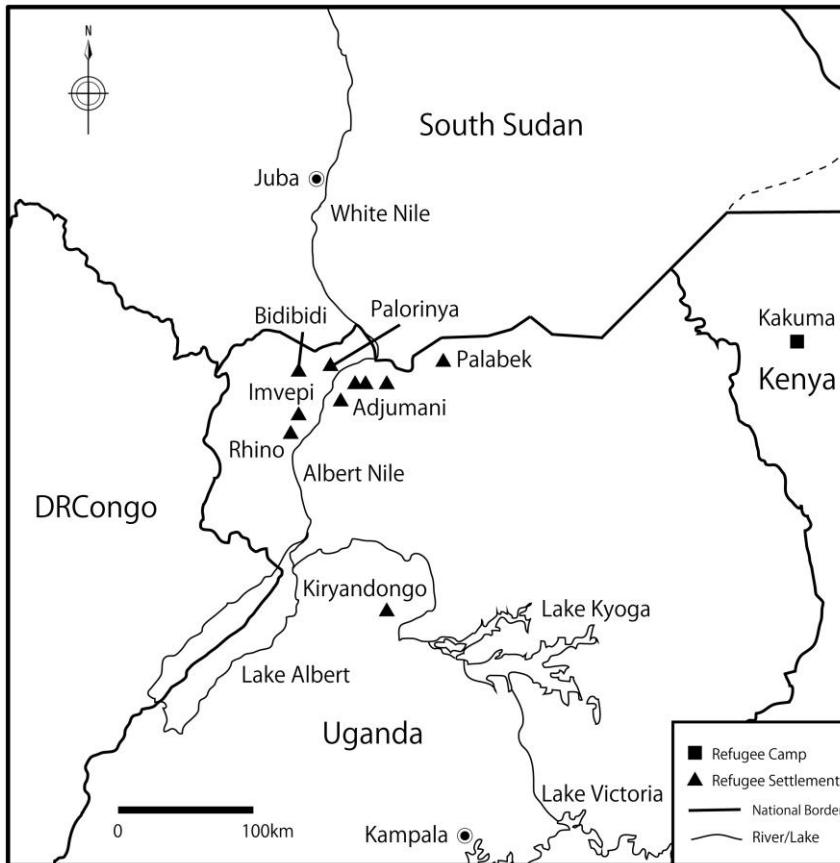 N
South Sudan
Juba
White Nile
Bidibidi
Palorinya
Kakuma
Palabek
Kenya
Imvepi
Adjumani
Rhino
Albert Nile
DRCongo
Kiryandongo
Lake Kyoga
Lake Albert
Uganda
Refugee Camp
Refugee Settlement
Lake Victoria
National Border
0
100km
Kampala
River/Lake